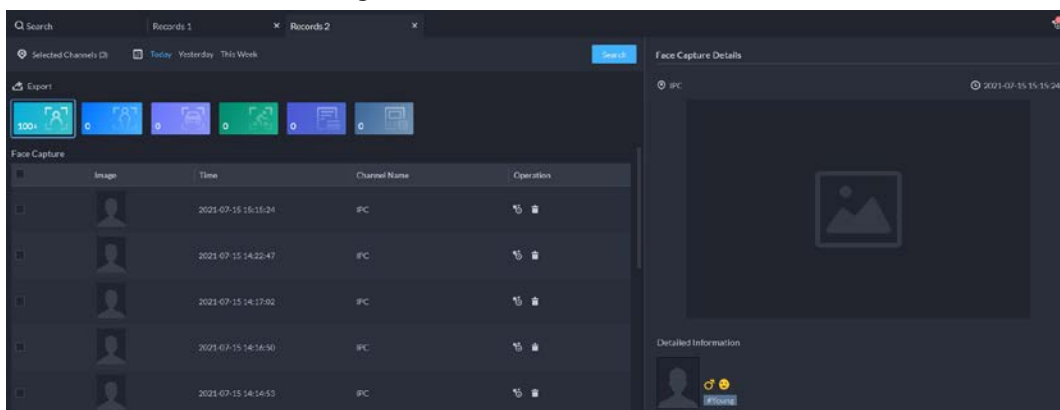 Search Records 1 × Records 2 ×
Selected Channels (3) Today Yesterday This Week Search
Face Capture Details
Export
IPC 2021-07-15 15:15:24
100+ 0 0 0 0 0
Face Capture
Image Time Channel Name Operation
2021-07-15 15:15:24 IPC
2021-07-15 14:22:47 IPC
2021-07-15 14:17:02 IPC
2021-07-15 14:16:50 IPC
Detailed Information
2021-07-15 14:14:53 IPC
#Young